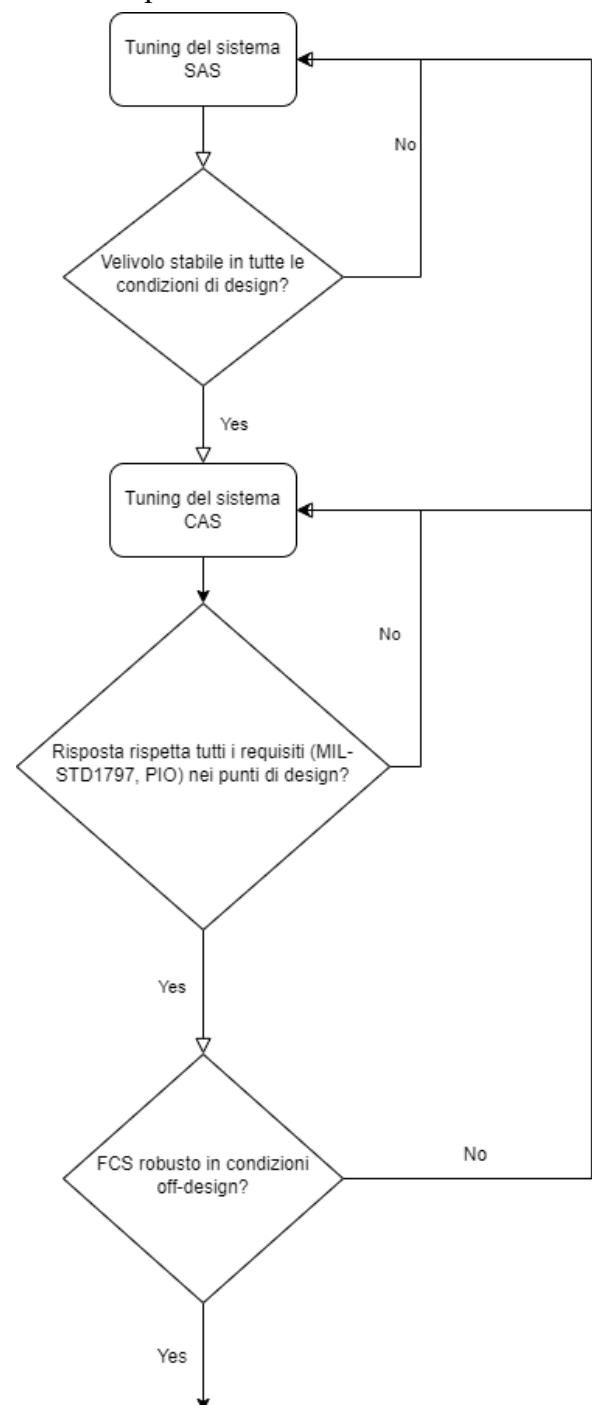 Tuning del sistema
SAS
No
Velivolo stabile in tutte le
condizioni di design?
Yes
Tuning del sistema
CAS
No
Risposta rispetta tutti i requisiti (MIL-
STD1797, PIO) nei punti di design?
Yes
FCS robusto in condizioni
off-design?
No
Yes